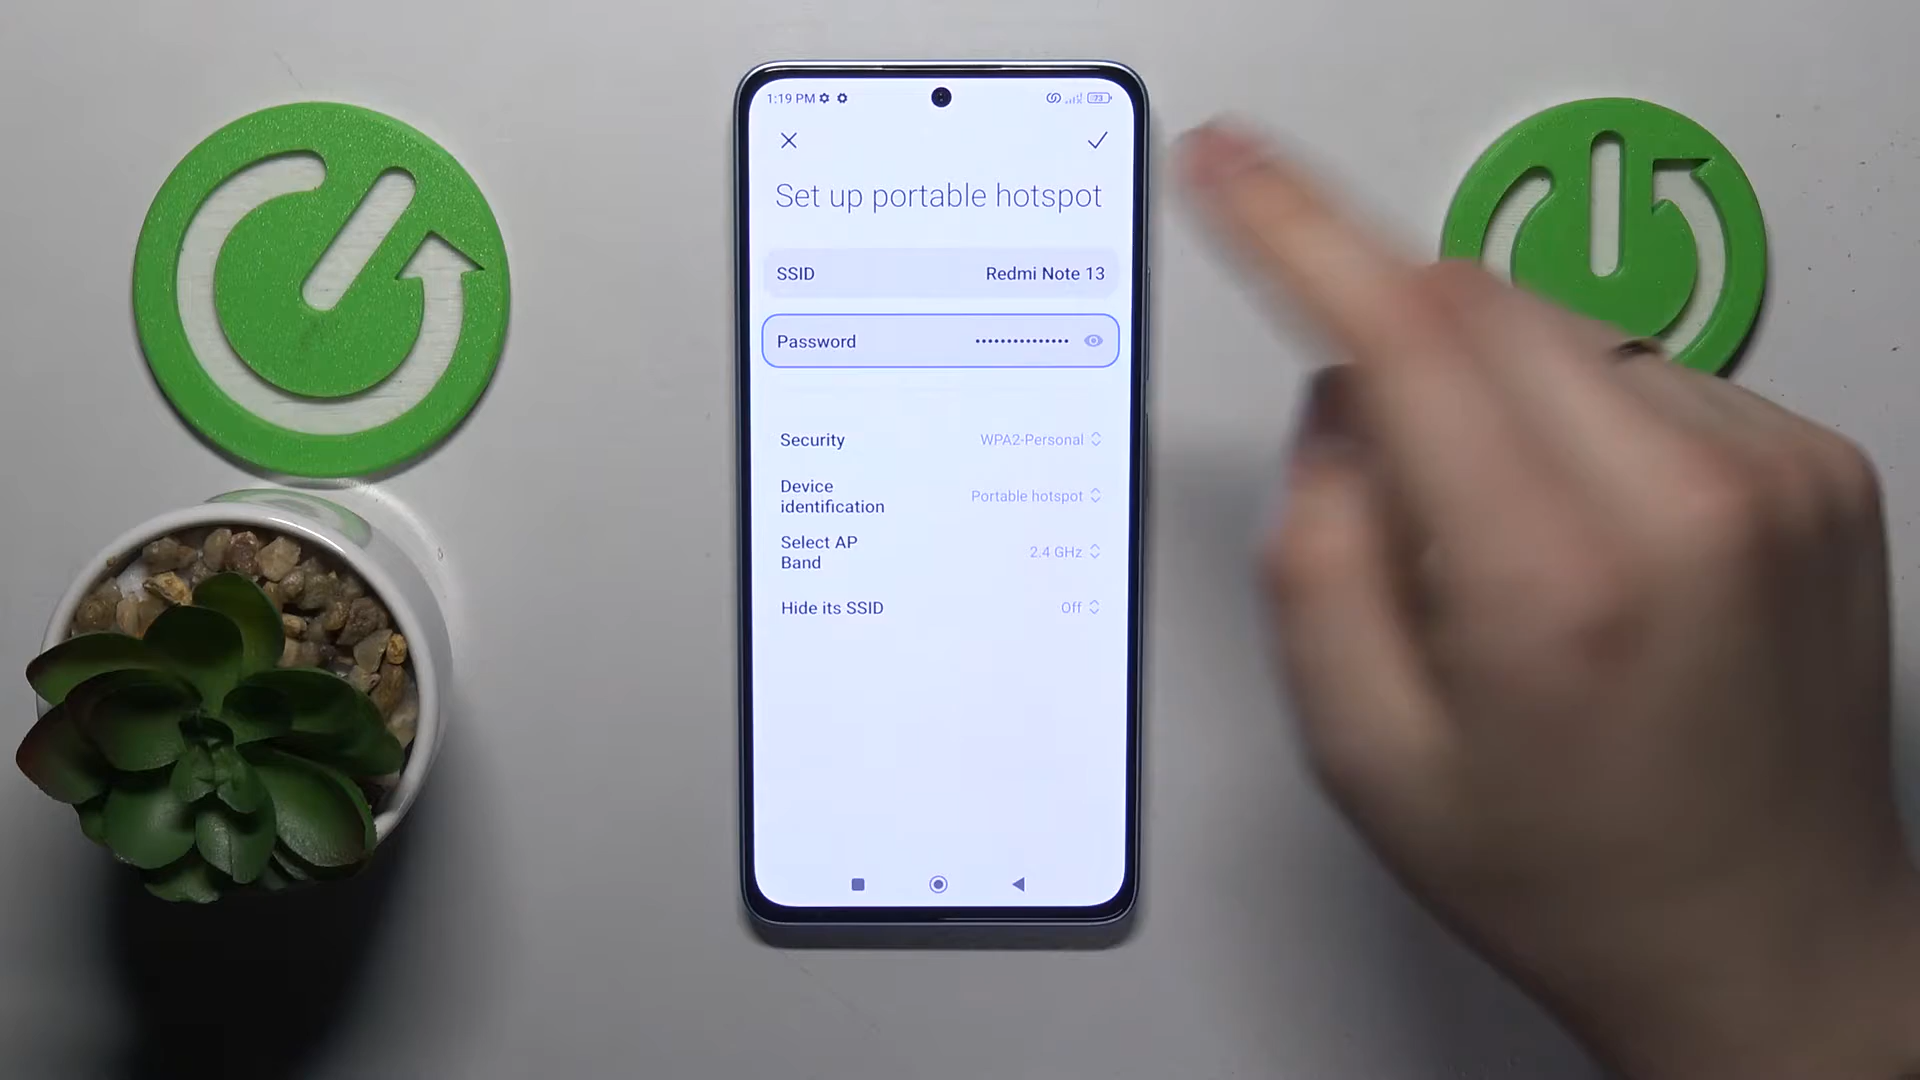 1:19 PM
73
Set up portable hotspot
SSID Redmi Note 13
Password •••••••••••••••
Security WPA2-Personal
Device identification Portable hotspot
Select AP Band 2.4 GHz
Hide its SSID Off